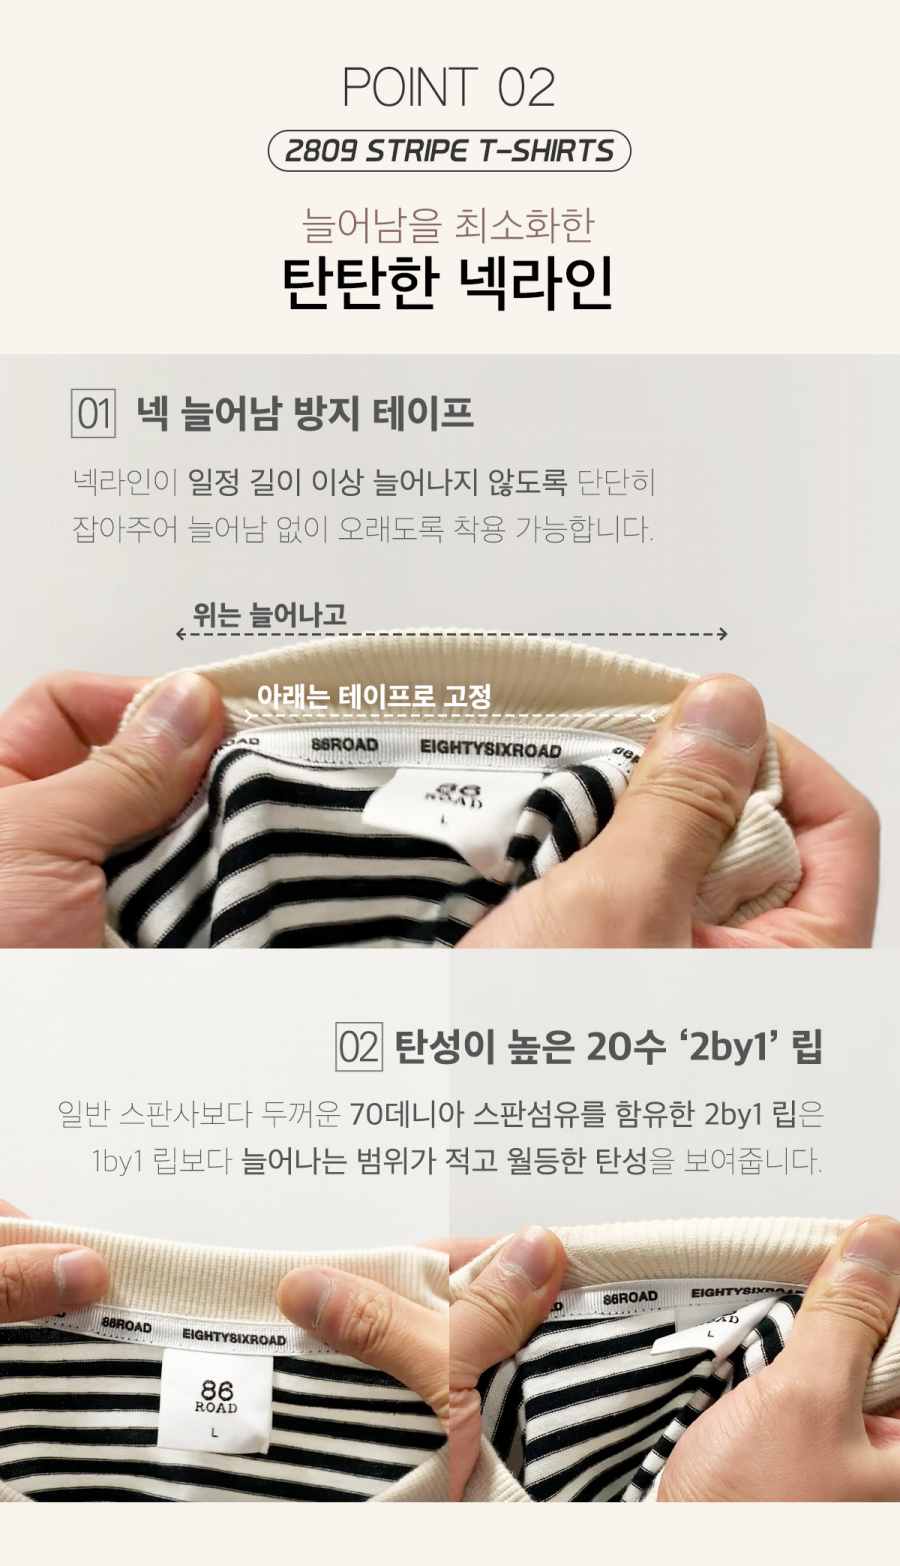 POINT 02
2809 STRIPE T-SHIRTS
늘어남을 최소화한
탄탄한 넥라인
01 넥 늘어남 방지 테이프
넥라인이 일정 길이 이상 늘어나지 않도록 단단히
잡아주어 늘어남 없이 오래도록 착용 가능합니다.
위는 늘어나고
아래는 테이프로 고정
86ROAD EIGHTYSIXROAD
86
ROAD
L
02 탄성이 높은 20수 ‘2by1’ 립
일반 스판사보다 두꺼운 70데니아 스판섬유를 함유한 2by1 립은
1by1 립보다 늘어나는 범위가 적고 월등한 탄성을 보여줍니다.
86ROAD EIGHTYSIXROAD
86
ROAD
L
86ROAD
L